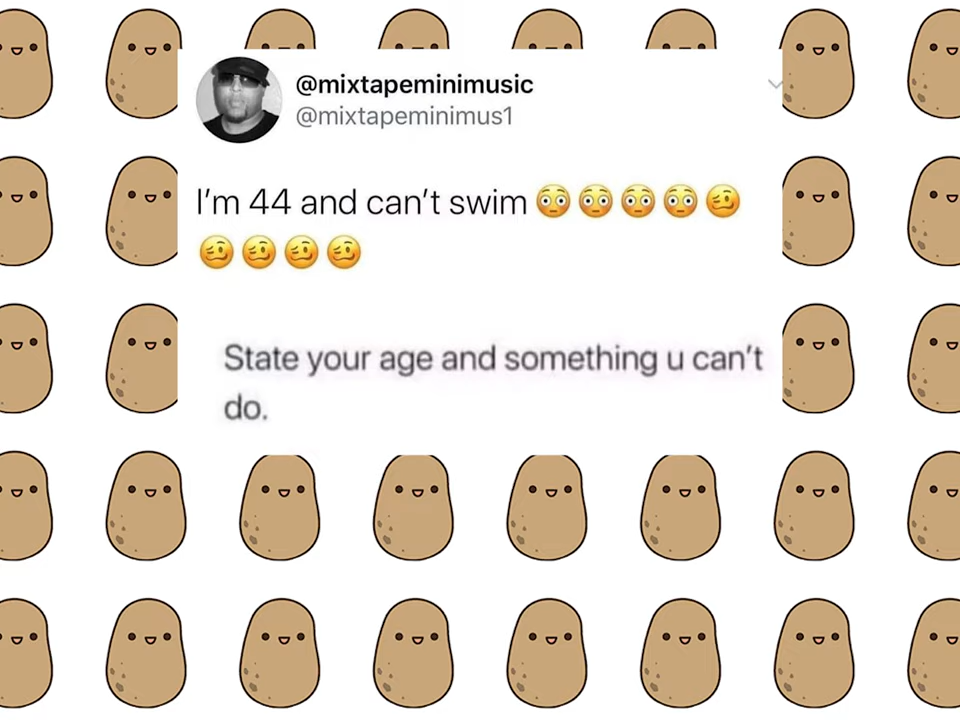 @mixtapeminimusic
@mixtapeminimus1
I'm 44 and can't swim 😳😳😳😳🥴
🥴🥴🥴🥴
State your age and something u can't
do.